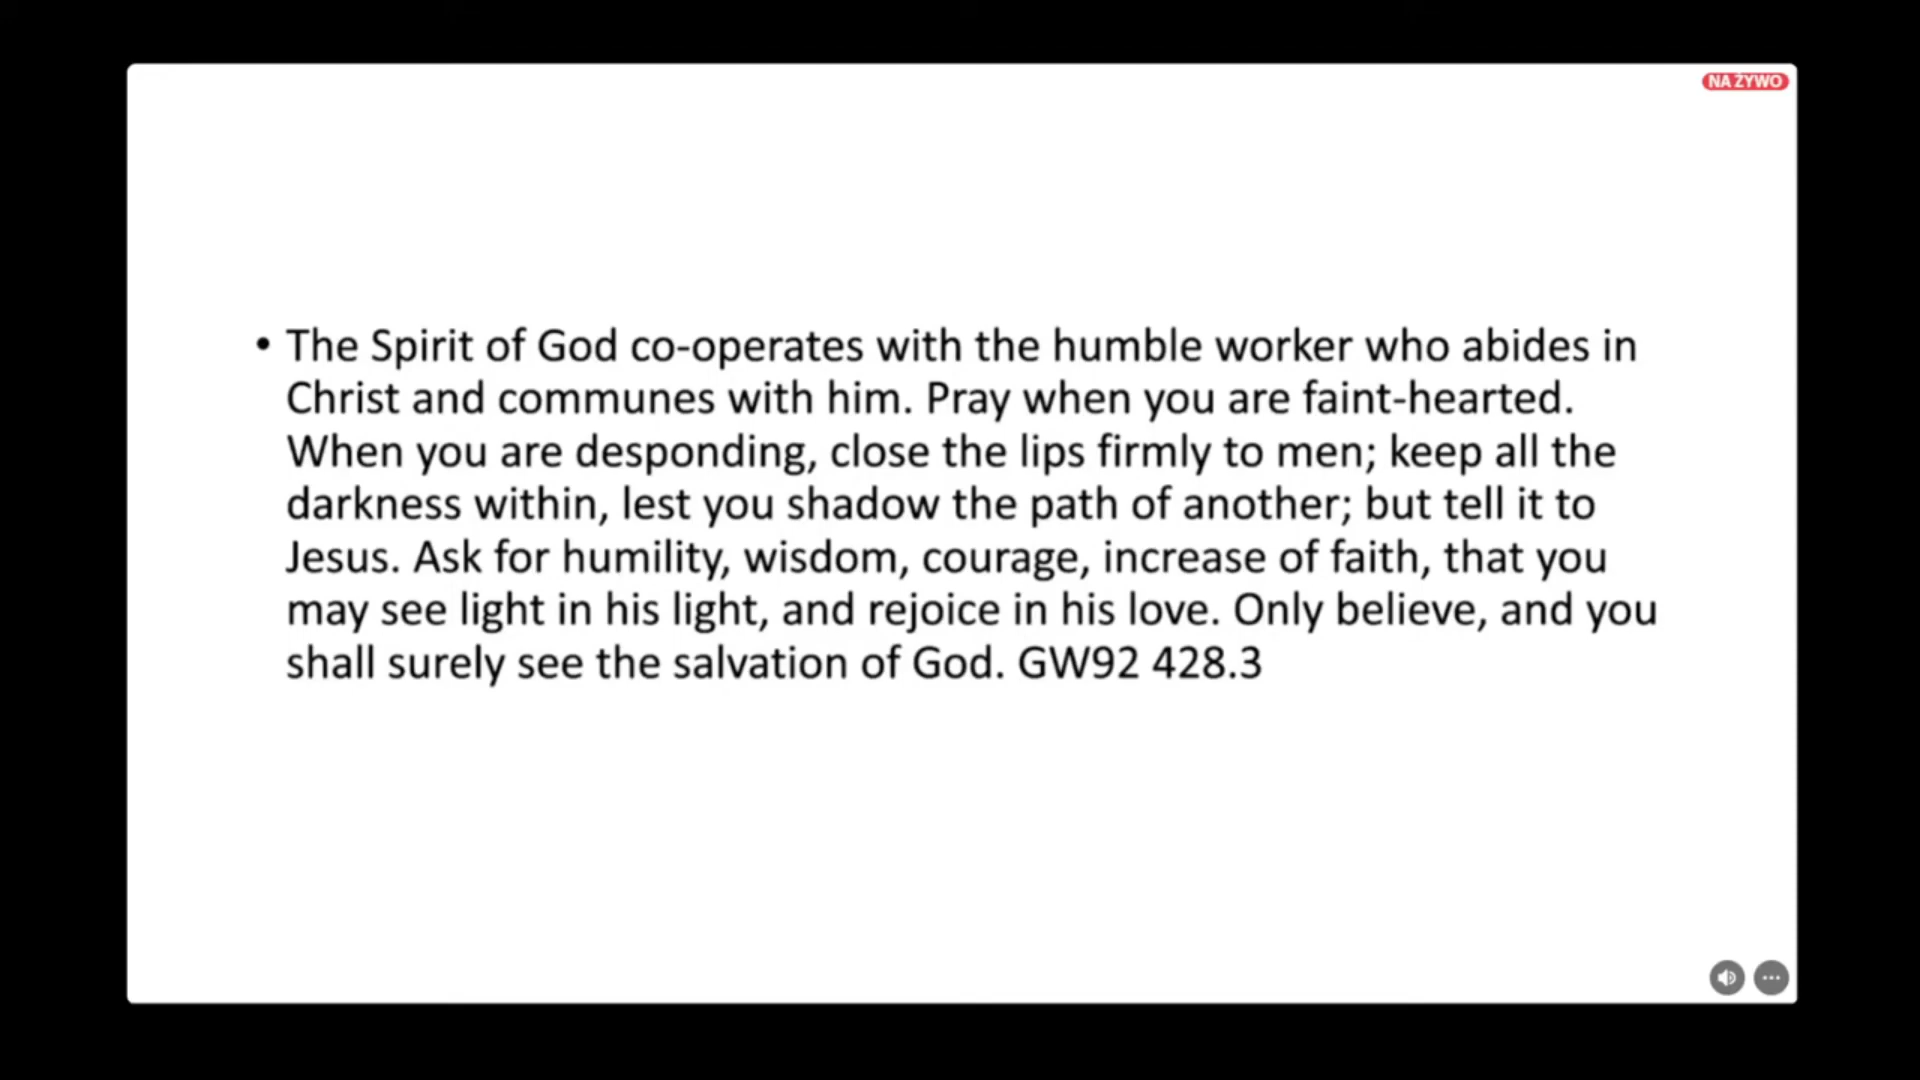 NA ŻYWO
• The Spirit of God co-operates with the humble worker who abides in
Christ and communes with him. Pray when you are faint-hearted.
When you are desponding, close the lips firmly to men; keep all the
darkness within, lest you shadow the path of another; but tell it to
Jesus. Ask for humility, wisdom, courage, increase of faith, that you
may see light in his light, and rejoice in his love. Only believe, and you
shall surely see the salvation of God. GW92 428.3